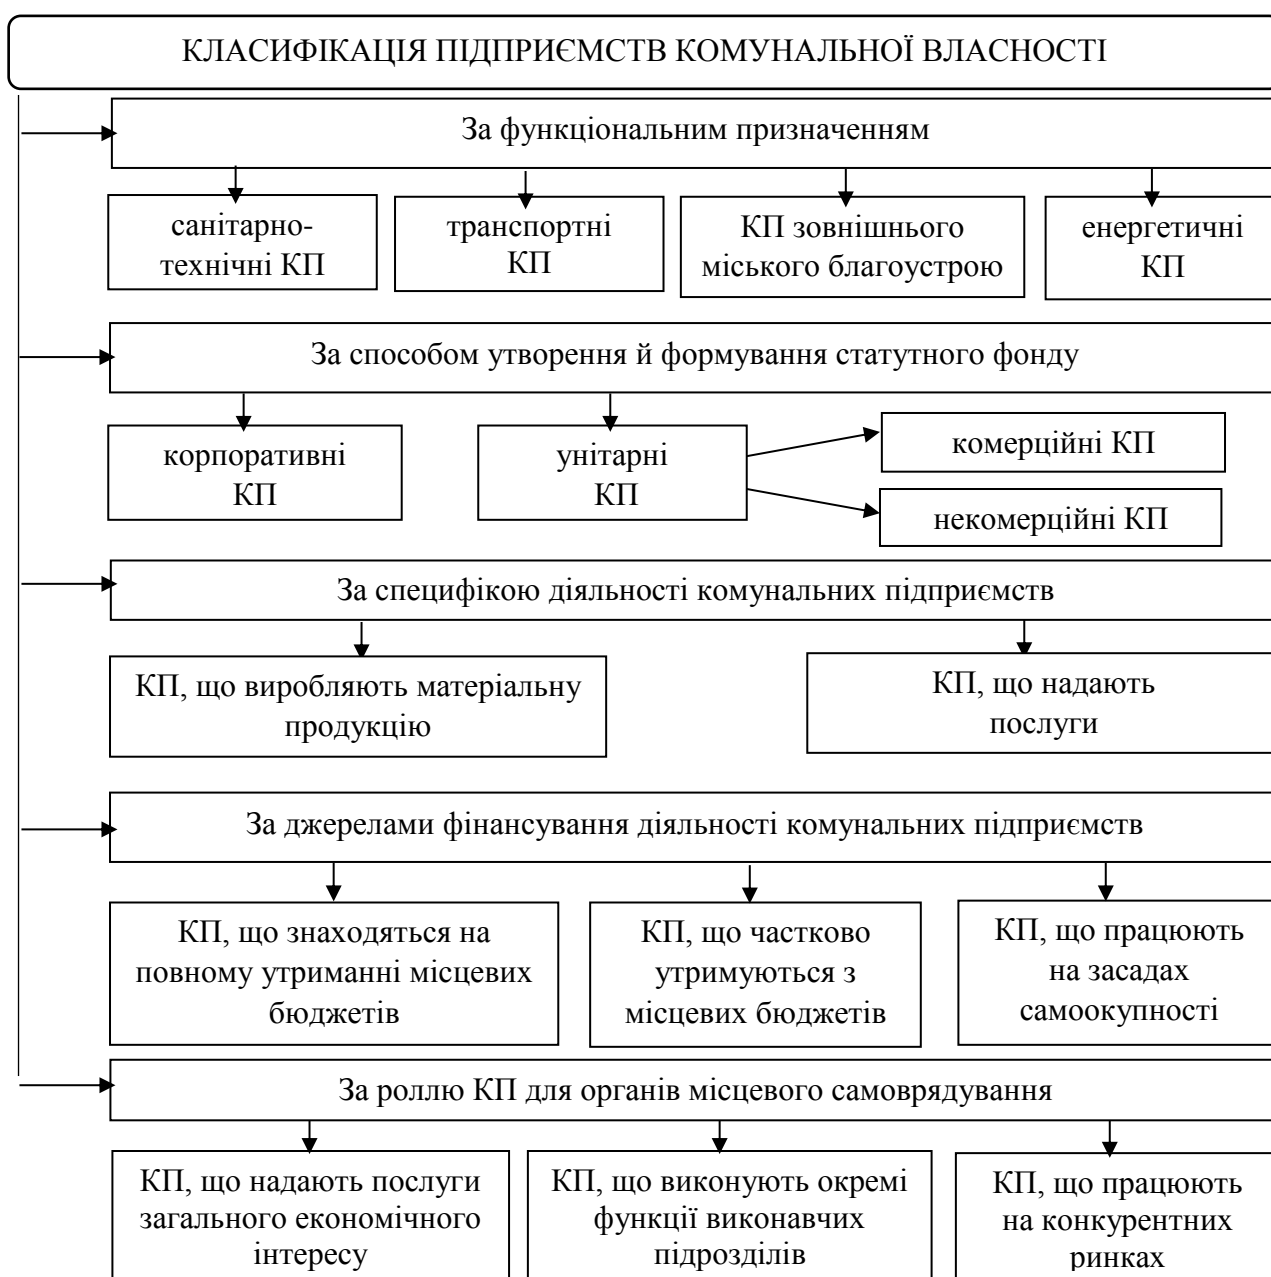 КЛАСИФІКАЦІЯ ПІДПРИЄМСТВ КОМУНАЛЬНОЇ ВЛАСНОСТІ
За функціональним призначенням
санітарно-
технічні КП
транспортні
КП
КП зовнішнього
міського благоустрою
енергетичні
КП
За способом утворення й формування статутного фонду
корпоративні
КП
унітарні
КП
комерційні КП
некомерційні КП
За специфікою діяльності комунальних підприємств
КП, що виробляють матеріальну
продукцію
КП, що надають
послуги
За джерелами фінансування діяльності комунальних підприємств
КП, що знаходяться на
повному утриманні місцевих
бюджетів
КП, що частково
утримуються з
місцевих бюджетів
КП, що працюють
на засадах
самоокупності
За роллю КП для органів місцевого самоврядування
КП, що надають послуги
загального економічного
інтересу
КП, що виконують окремі
функції виконавчих
підрозділів
КП, що працюють
на конкурентних
ринках